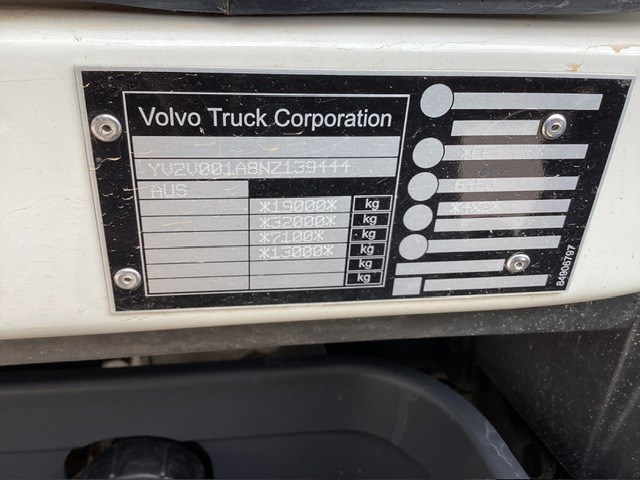 Volvo Truck Corporation
YV2V001A8NZ139444
AUS
*19000* kg
*32000* kg
*7100* kg
*13000* kg
kg
kg
84906797